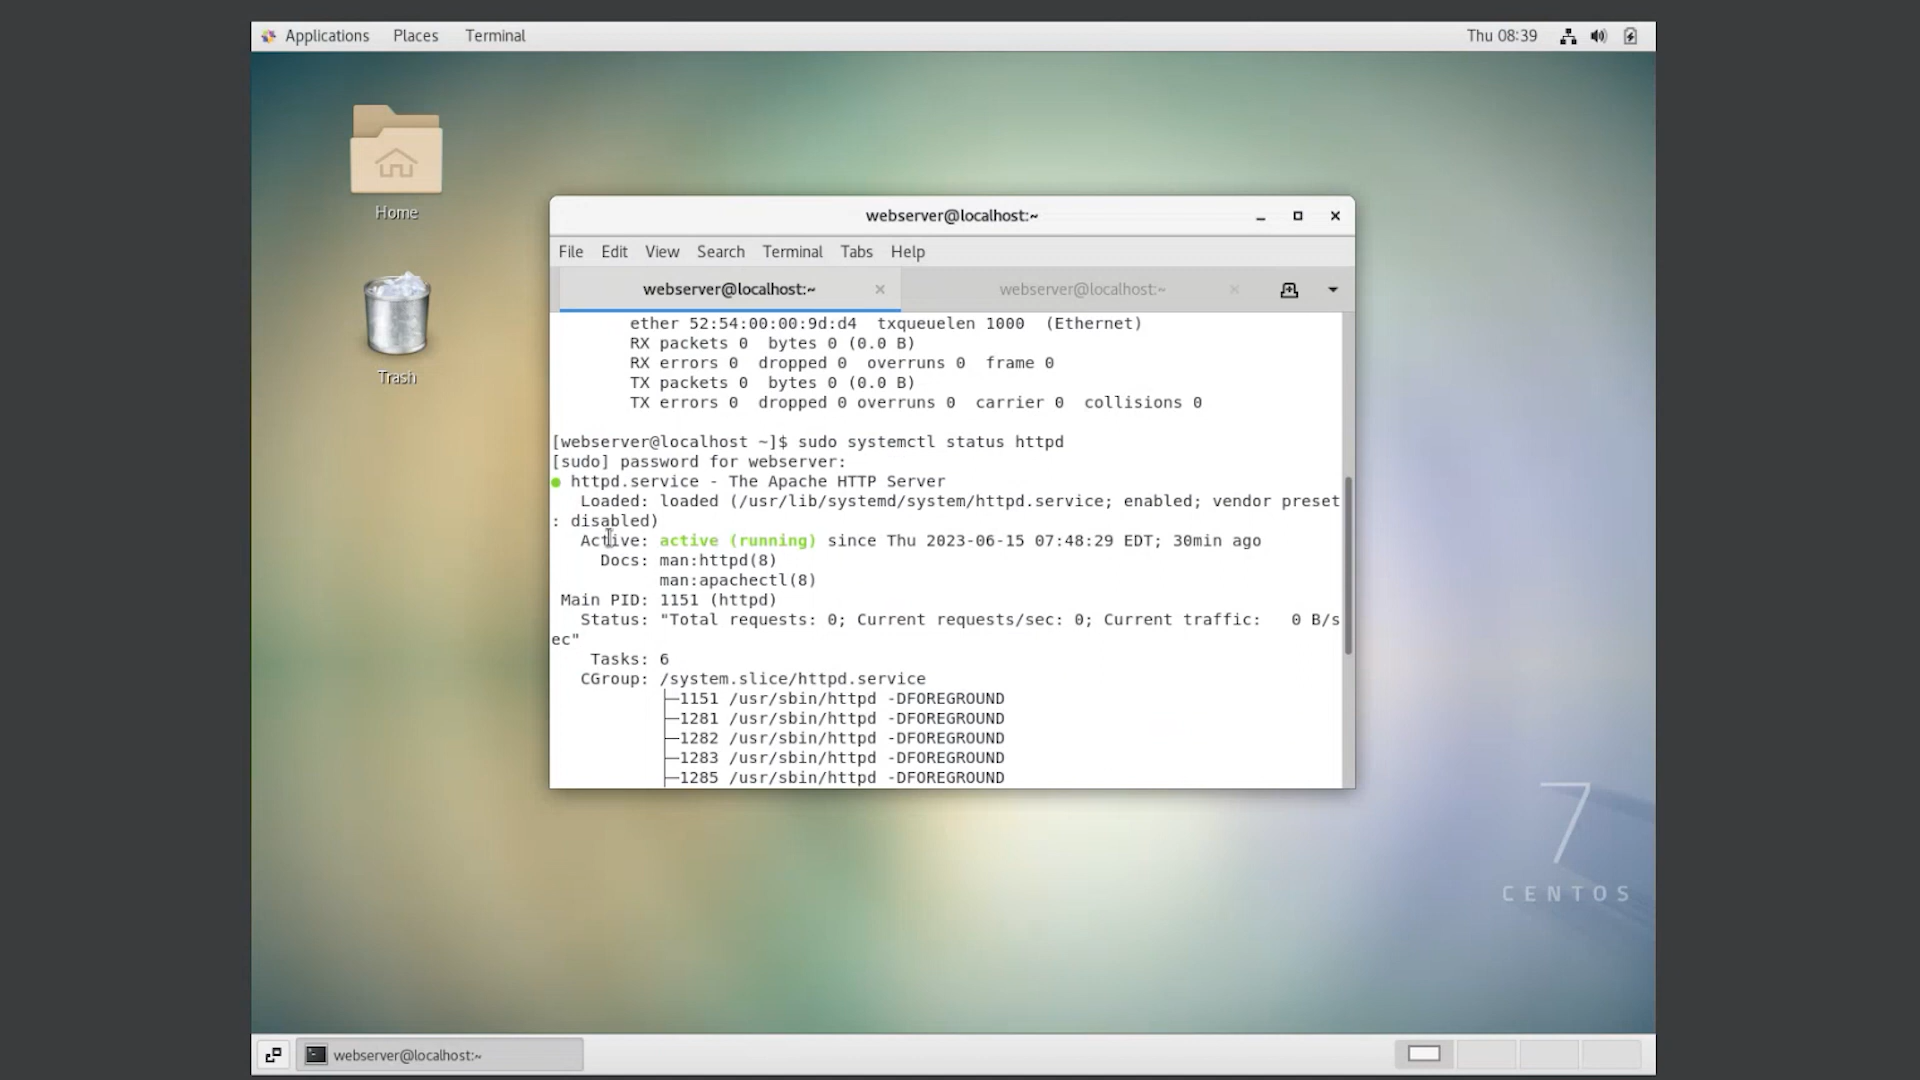 Applications Places Terminal Thu 08:39
Home
Trash
webserver@localhost:~
File Edit View Search Terminal Tabs Help
webserver@localhost:~ webserver@localhost:~
ether 52:54:00:00:9d:d4 txqueuelen 1000 (Ethernet)
RX packets 0 bytes 0 (0.0 B)
RX errors 0 dropped 0 overruns 0 frame 0
TX packets 0 bytes 0 (0.0 B)
TX errors 0 dropped 0 overruns 0 carrier 0 collisions 0
[webserver@localhost ~]$ sudo systemctl status httpd
[sudo] password for webserver:
● httpd.service - The Apache HTTP Server
Loaded: loaded (/usr/lib/systemd/system/httpd.service; enabled; vendor preset
: disabled)
Active: active (running) since Thu 2023-06-15 07:48:29 EDT; 30min ago
Docs: man:httpd(8)
man:apachectl(8)
Main PID: 1151 (httpd)
Status: "Total requests: 0; Current requests/sec: 0; Current traffic: 0 B/s
ec"
Tasks: 6
CGroup: /system.slice/httpd.service
├─1151 /usr/sbin/httpd -DFOREGROUND
├─1281 /usr/sbin/httpd -DFOREGROUND
├─1282 /usr/sbin/httpd -DFOREGROUND
├─1283 /usr/sbin/httpd -DFOREGROUND
├─1285 /usr/sbin/httpd -DFOREGROUND
7
CENTOS
webserver@localhost:~